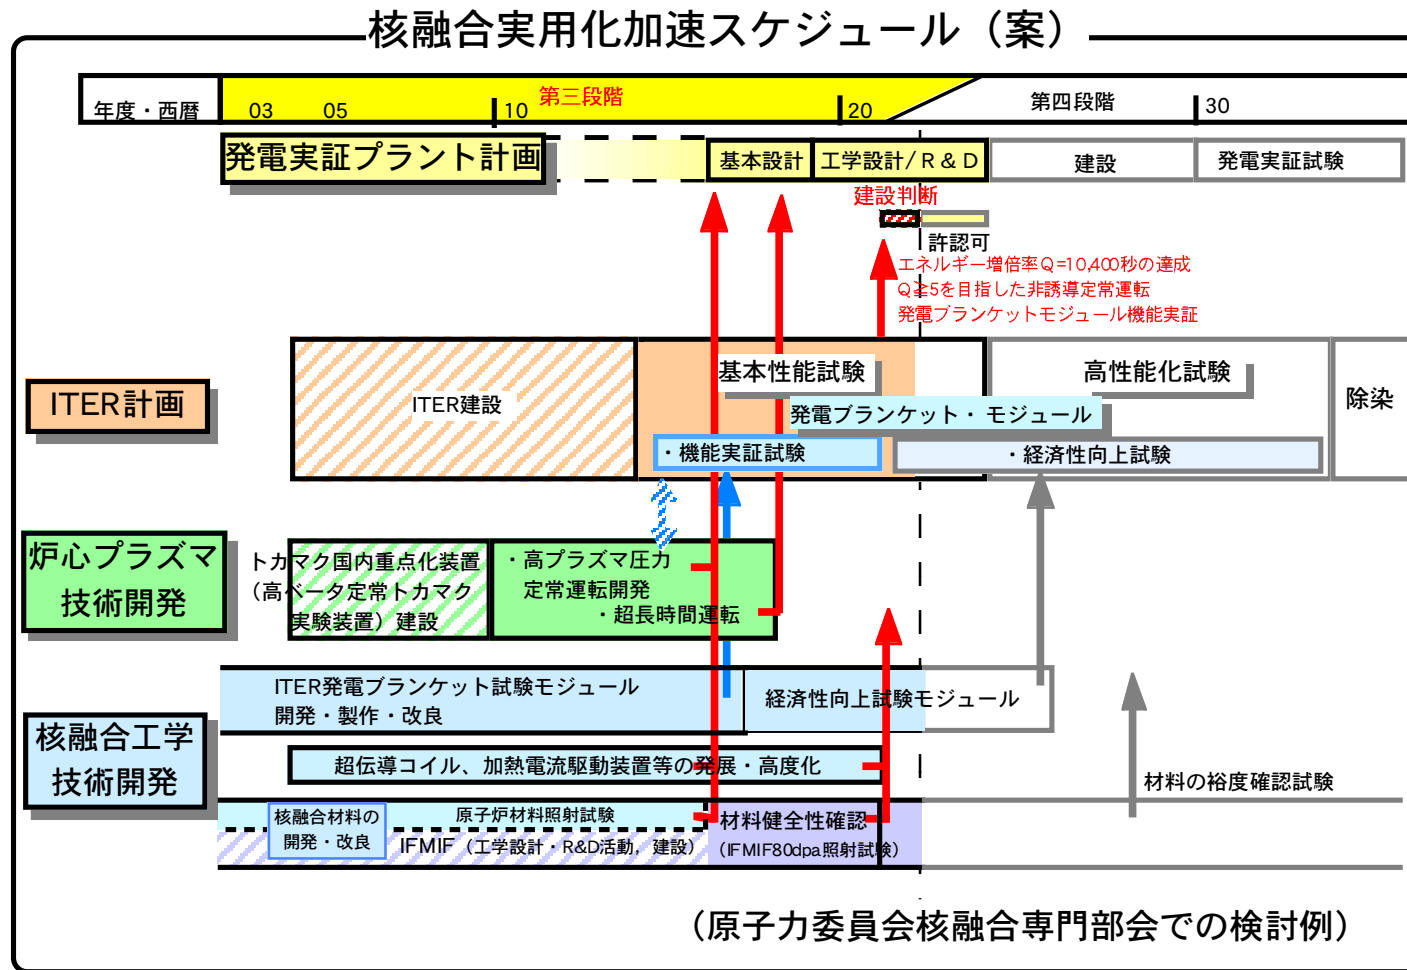 核融合実用化加速スケジュール（案）
年度・西暦
03
05
10
第三段階
20
第四段階
30
発電実証プラント計画
基本設計
工学設計/R＆D
建設
発電実証試験
建設判断
許認可
エネルギー増倍率Q=10,400秒の達成
Q≧5を目指した非誘導定常運転
発電ブランケットモジュール機能実証
ITER計画
ITER建設
基本性能試験
高性能化試験
除染
発電ブランケット・モジュール
・機能実証試験
・経済性向上試験
炉心プラズマ
技術開発
トカマク国内重点化装置
（高ベータ定常トカマク
実験装置）建設
・高プラズマ圧力
定常運転開発
・超長時間運転
核融合工学
技術開発
ITER発電ブランケット試験モジュール
開発・製作・改良
経済性向上試験モジュール
超伝導コイル、加熱電流駆動装置等の発展・高度化
材料の裕度確認試験
核融合材料の
開発・改良
原子炉材料照射試験
IFMIF（工学設計・R&D活動，建設）
材料健全性確認
（IFMIF80dpa照射試験）
（原子力委員会核融合専門部会での検討例）